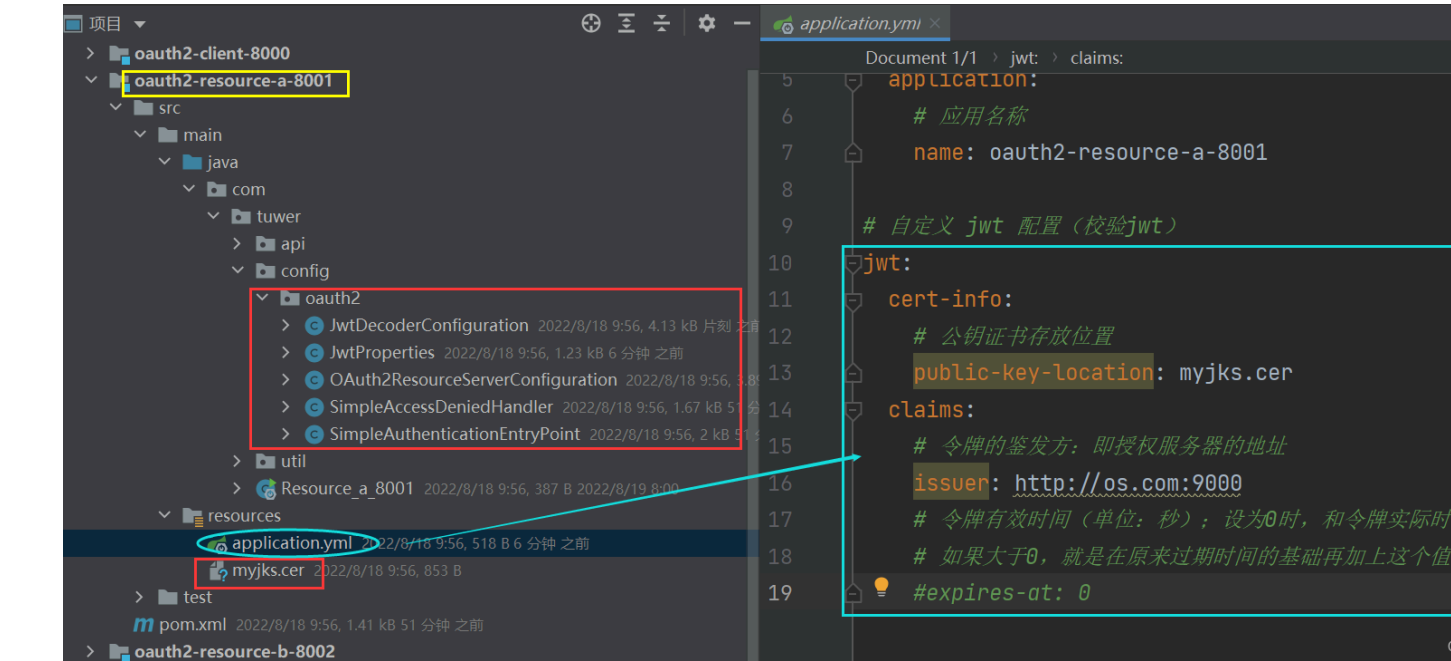 项目
oauth2-client-8000
oauth2-resource-a-8001
src
main
java
com
tuwer
api
config
oauth2
JwtDecoderConfiguration 2022/8/18 9:56, 4.13 kB 片刻 之前
JwtProperties 2022/8/18 9:56, 1.23 kB 6 分钟 之前
OAuth2ResourceServerConfiguration 2022/8/18 9:56, 3.89
SimpleAccessDeniedHandler 2022/8/18 9:56, 1.67 kB 51 分
SimpleAuthenticationEntryPoint 2022/8/18 9:56, 2 kB 51
util
Resource_a_8001 2022/8/18 9:56, 387 B 2022/8/19 8:00
resources
application.yml 2022/8/18 9:56, 518 B 6 分钟 之前
myjks.cer 2022/8/18 9:56, 853 B
test
pom.xml 2022/8/18 9:56, 1.41 kB 51 分钟 之前
oauth2-resource-b-8002
application.yml
Document 1/1 › jwt: › claims:
5 application:
6 # 应用名称
7 name: oauth2-resource-a-8001
8
9 # 自定义 jwt 配置（校验jwt）
10 jwt:
11 cert-info:
12 # 公钥证书存放位置
13 public-key-location: myjks.cer
14 claims:
15 # 令牌的鉴发方：即授权服务器的地址
16 issuer: http://os.com:9000
17 # 令牌有效时间（单位：秒）；设为0时，和令牌实际时
18 # 如果大于0，就是在原来过期时间的基础再加上这个值
19 #expires-at: 0